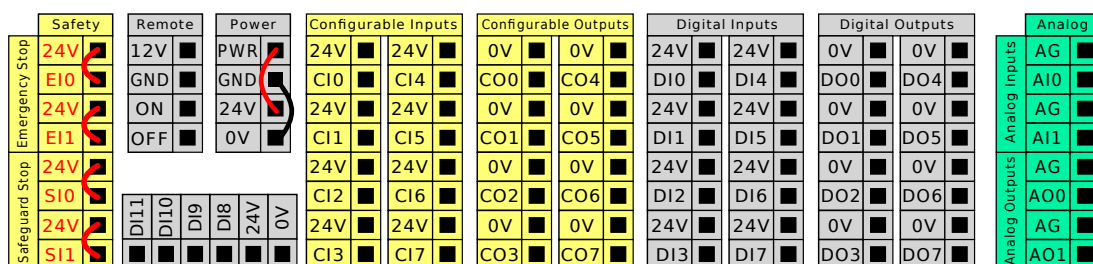 Safety
Emergency Stop
24V
EI0
24V
EI1
Safeguard Stop
24V
SI0
24V
SI1
Remote
12V
GND
ON
OFF
Power
PWR
GND
24V
0V
DI11
DI10
DI9
DI8
24V
0V
Configurable Inputs
24V 24V
CI0 CI4
24V 24V
CI1 CI5
24V 24V
CI2 CI6
24V 24V
CI3 CI7
Configurable Outputs
0V 0V
CO0 CO4
0V 0V
CO1 CO5
0V 0V
CO2 CO6
0V 0V
CO3 CO7
Digital Inputs
24V 24V
DI0 DI4
24V 24V
DI1 DI5
24V 24V
DI2 DI6
24V 24V
DI3 DI7
Digital Outputs
0V 0V
DO0 DO4
0V 0V
DO1 DO5
0V 0V
DO2 DO6
0V 0V
DO3 DO7
Analog
Analog Inputs
AG
AI0
AG
AI1
Analog Outputs
AG
AO0
AG
AO1